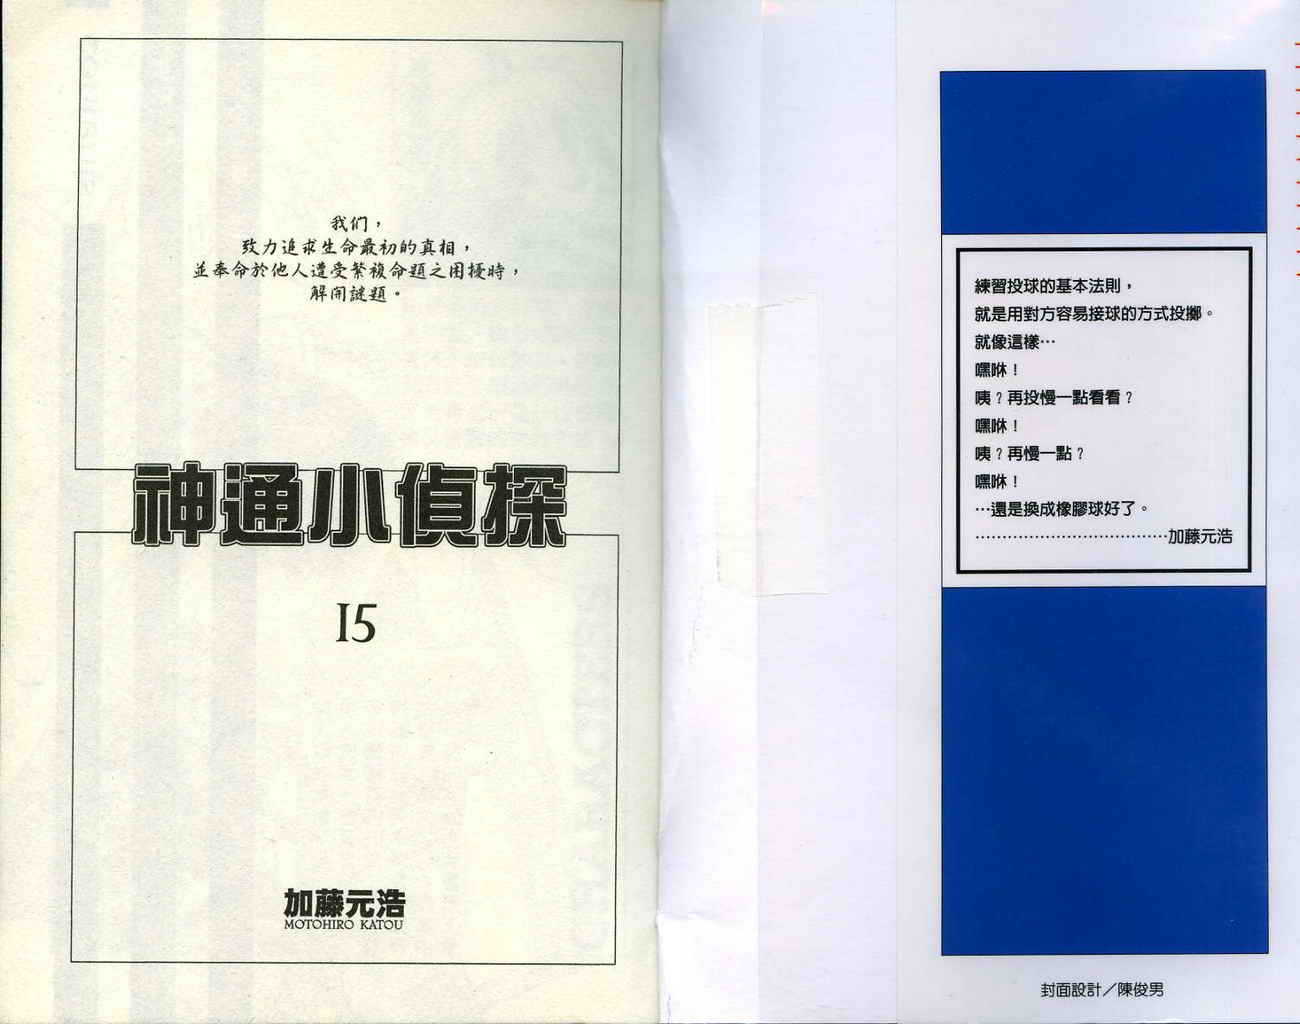 我们，
致力追求生命最初的真相，
並奉命於他人遭受繁複命題之困擾時，
解開謎題。
神通小偵探
15
加藤元浩
MOTOHIRO KATOU
練習投球的基本法則，
就是用對方容易接球的方式投擲。
就像這樣…
嘿咻！
咦？再投慢一點看看？
嘿咻！
咦？再慢一點？
嘿咻！
…還是換成橡膠球好了。
…………………………………加藤元浩
封面設計／陳俊男